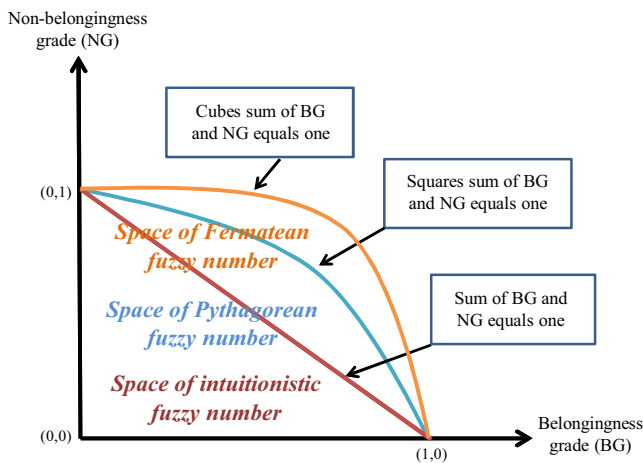 Non-belongingness
grade (NG)
Cubes sum of BG
and NG equals one
(0,1)
Squares sum of BG
and NG equals one
Space of Fermatean
fuzzy number
Space of Pythagorean
fuzzy number
Sum of BG and
NG equals one
Space of intuitionistic
fuzzy number
(0,0)
(1,0)
Belongingness
grade (BG)